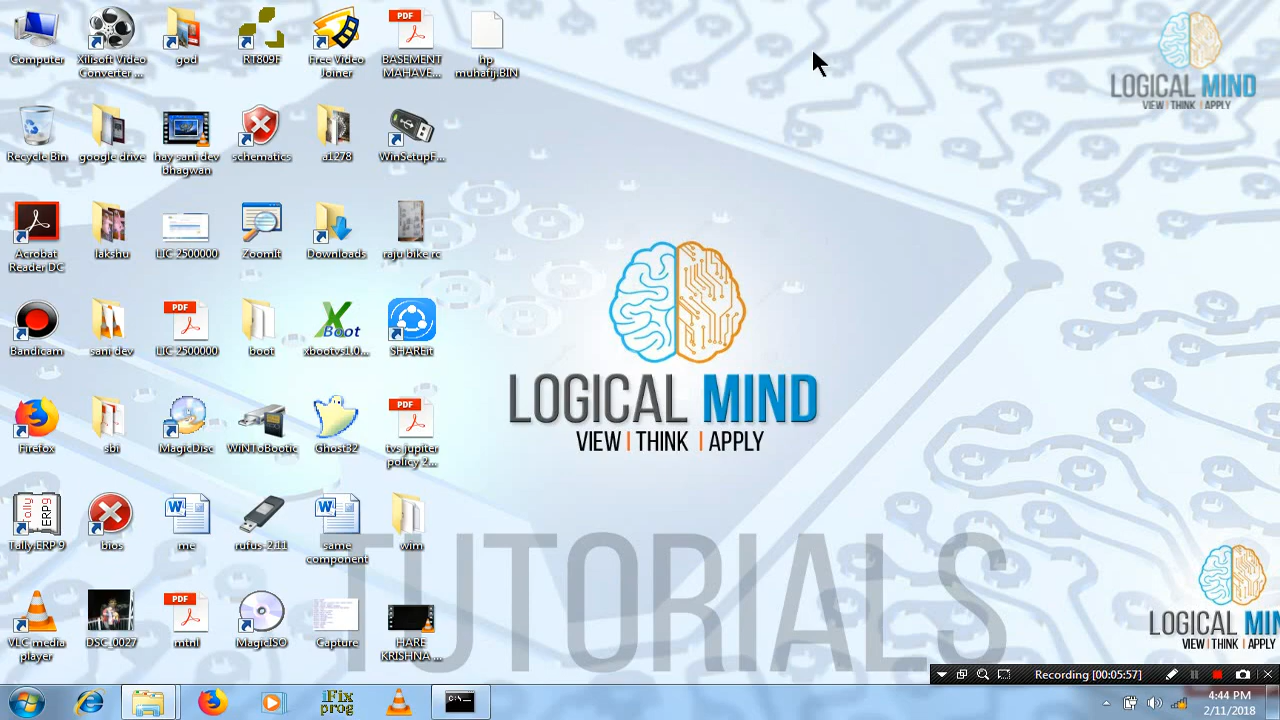 Computer
Xilisoft Video
Converter ...
god
RT809F
Free Video
Joiner
PDF
BASEMENT
MAHAVE...
hp
muhafij.BIN
LOGICAL MIND
VIEW | THINK | APPLY
Recycle Bin
google drive
hay sani dev
bhagwan
schematics
a1278
WinSetupF...
Acrobat
Reader DC
lakshu
LIC 2500000
ZoomIt
Downloads
raju bike rc
Bandicam
sani dev
PDF
LIC 2500000
boot
X
Boot
xbootvs1.0...
SHAREit
LOGICAL MIND
VIEW | THINK | APPLY
Firefox
sbi
MagicDisc
WiNToBootic
Ghost32
PDF
tvs jupiter
policy 2...
Tally
ERP9
Tally.ERP 9
bios
W
me
rufus-2.11
W
same
component
wim
TUTORIALS
VLC media
player
DSC_0027
PDF
mtnl
MagicISO
Capture
HARE
KRISHNA ...
LOGICAL MIN
VIEW | THINK | APPLY
Recording [00:05:57]
iFix
prog
C:\_
4:44 PM
2/11/2018